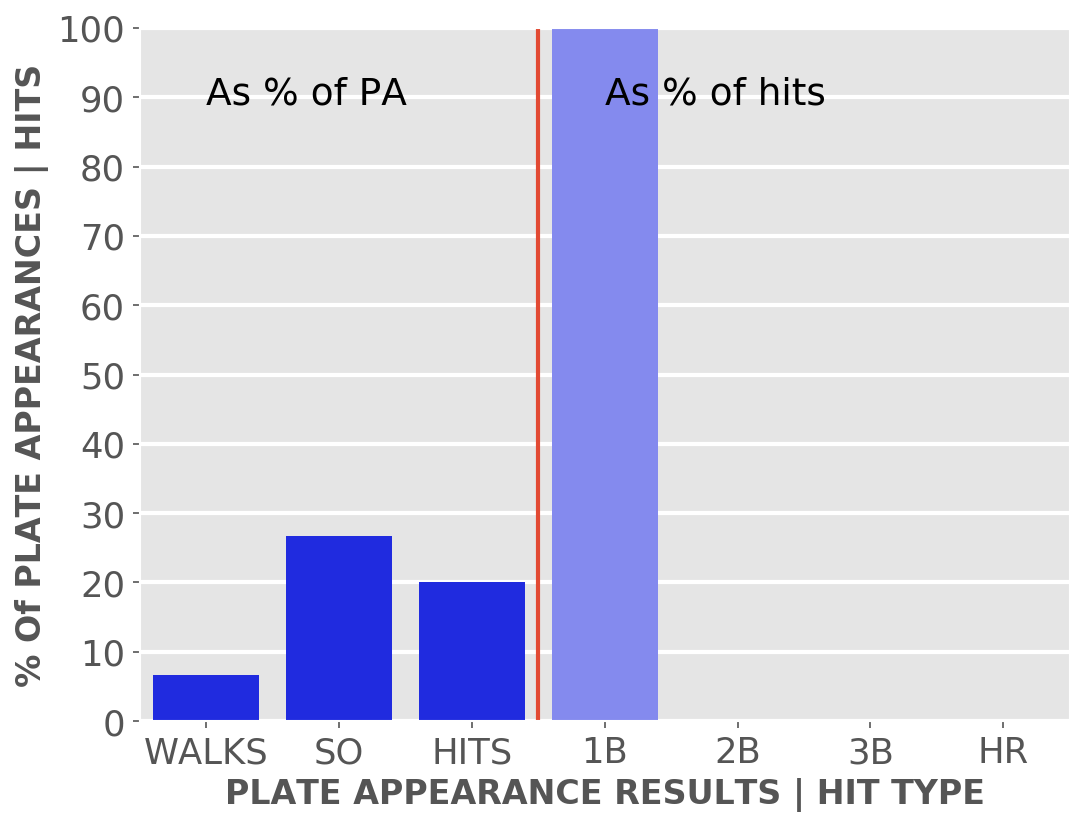 % Of PLATE APPEARANCES | HITS
100
90
80
70
60
50
40
30
20
10
0
As % of PA
As % of hits
WALKS SO HITS 1B 2B 3B HR
PLATE APPEARANCE RESULTS | HIT TYPE